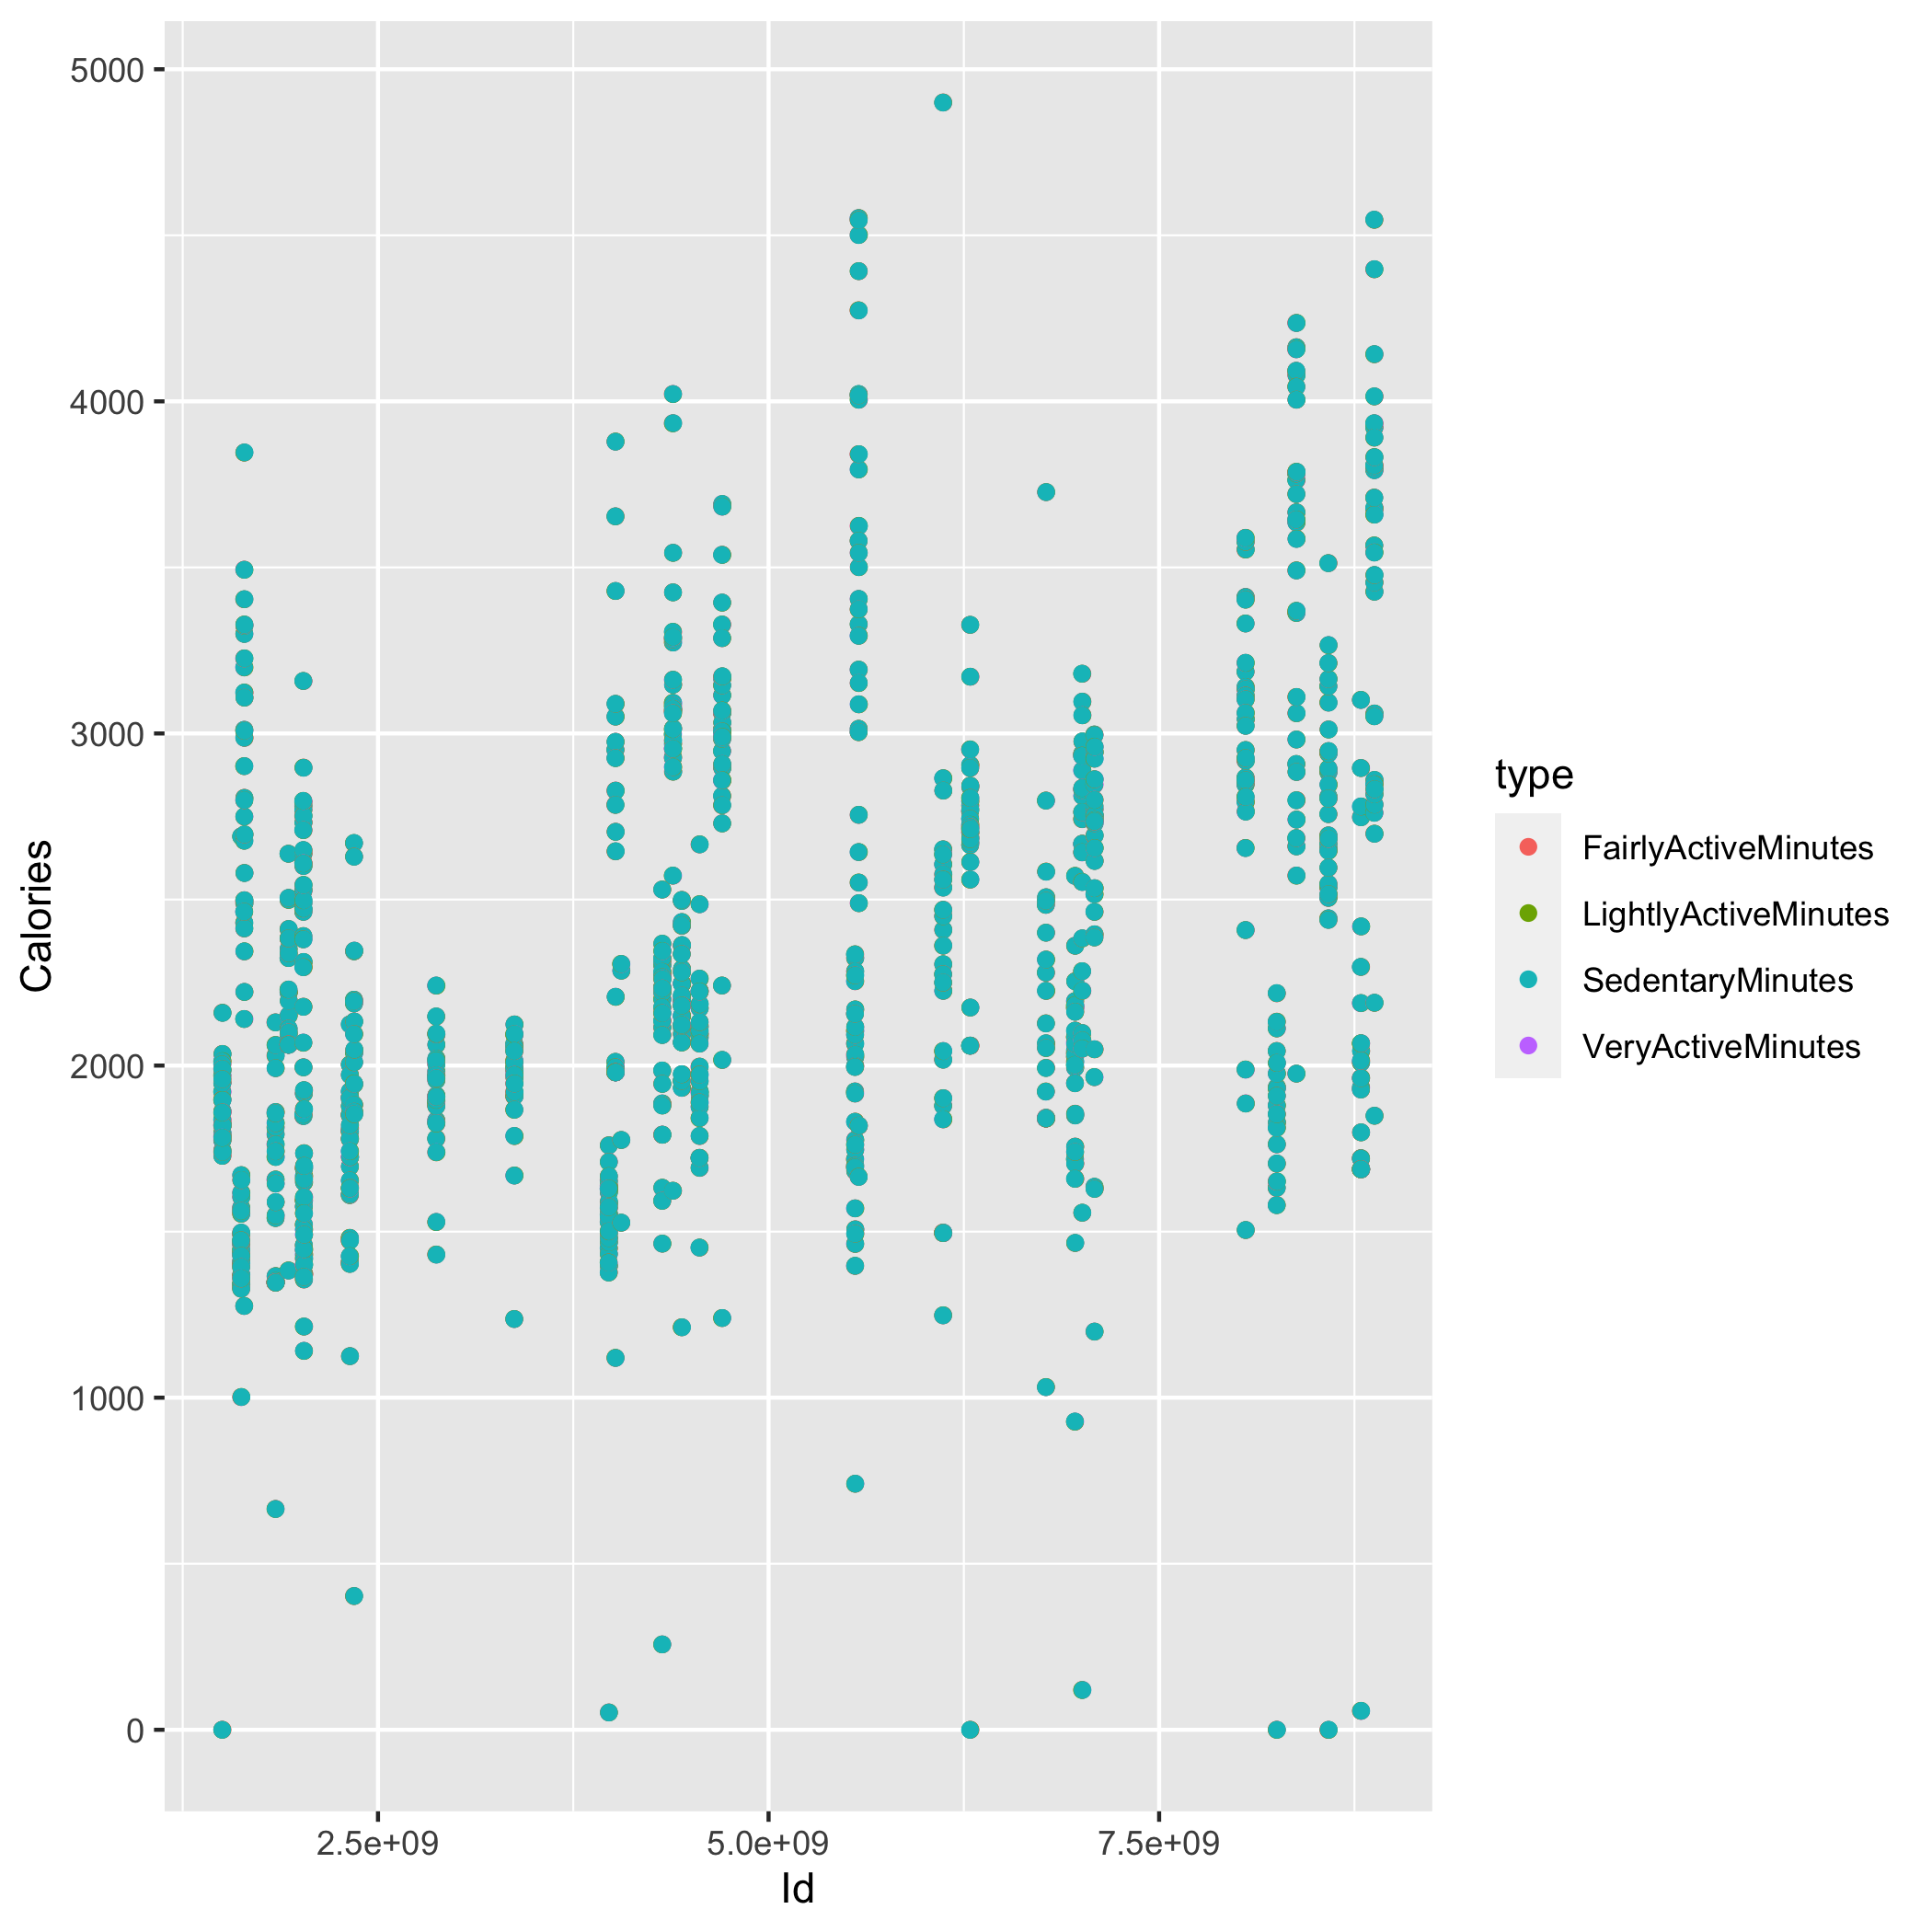 5000
4000
3000
2000
1000
0
Calories
2.5e+09 5.0e+09 7.5e+09
Id
type
FairlyActiveMinutes
LightlyActiveMinutes
SedentaryMinutes
VeryActiveMinutes